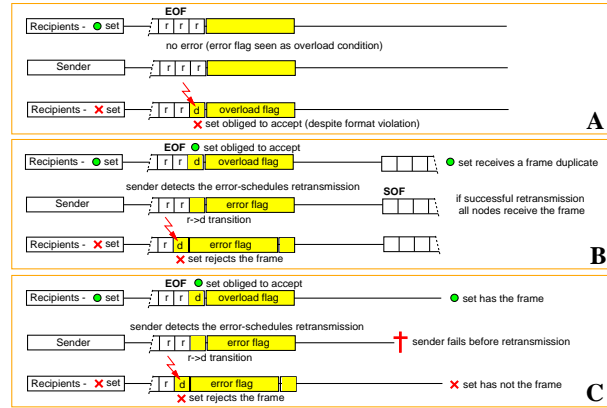 EOF
Recipients - set r r r
no error (error flag seen as overload condition)
Sender r r r
Recipients - set r r d overload flag
set obliged to accept (despite format violation)
A
EOF set obliged to accept
Recipients - set r r d overload flag set receives a frame duplicate
sender detects the error-schedules retransmission SOF
Sender r r if successful retransmission
all nodes receive the frame
r->d transition
Recipients - set r d error flag
set rejects the frame
B
EOF set obliged to accept
Recipients - set r r d overload flag set has the frame
sender detects the error-schedules retransmission
Sender r r sender fails before retransmission
r->d transition
Recipients - set r d error flag set has not the frame
set rejects the frame
C